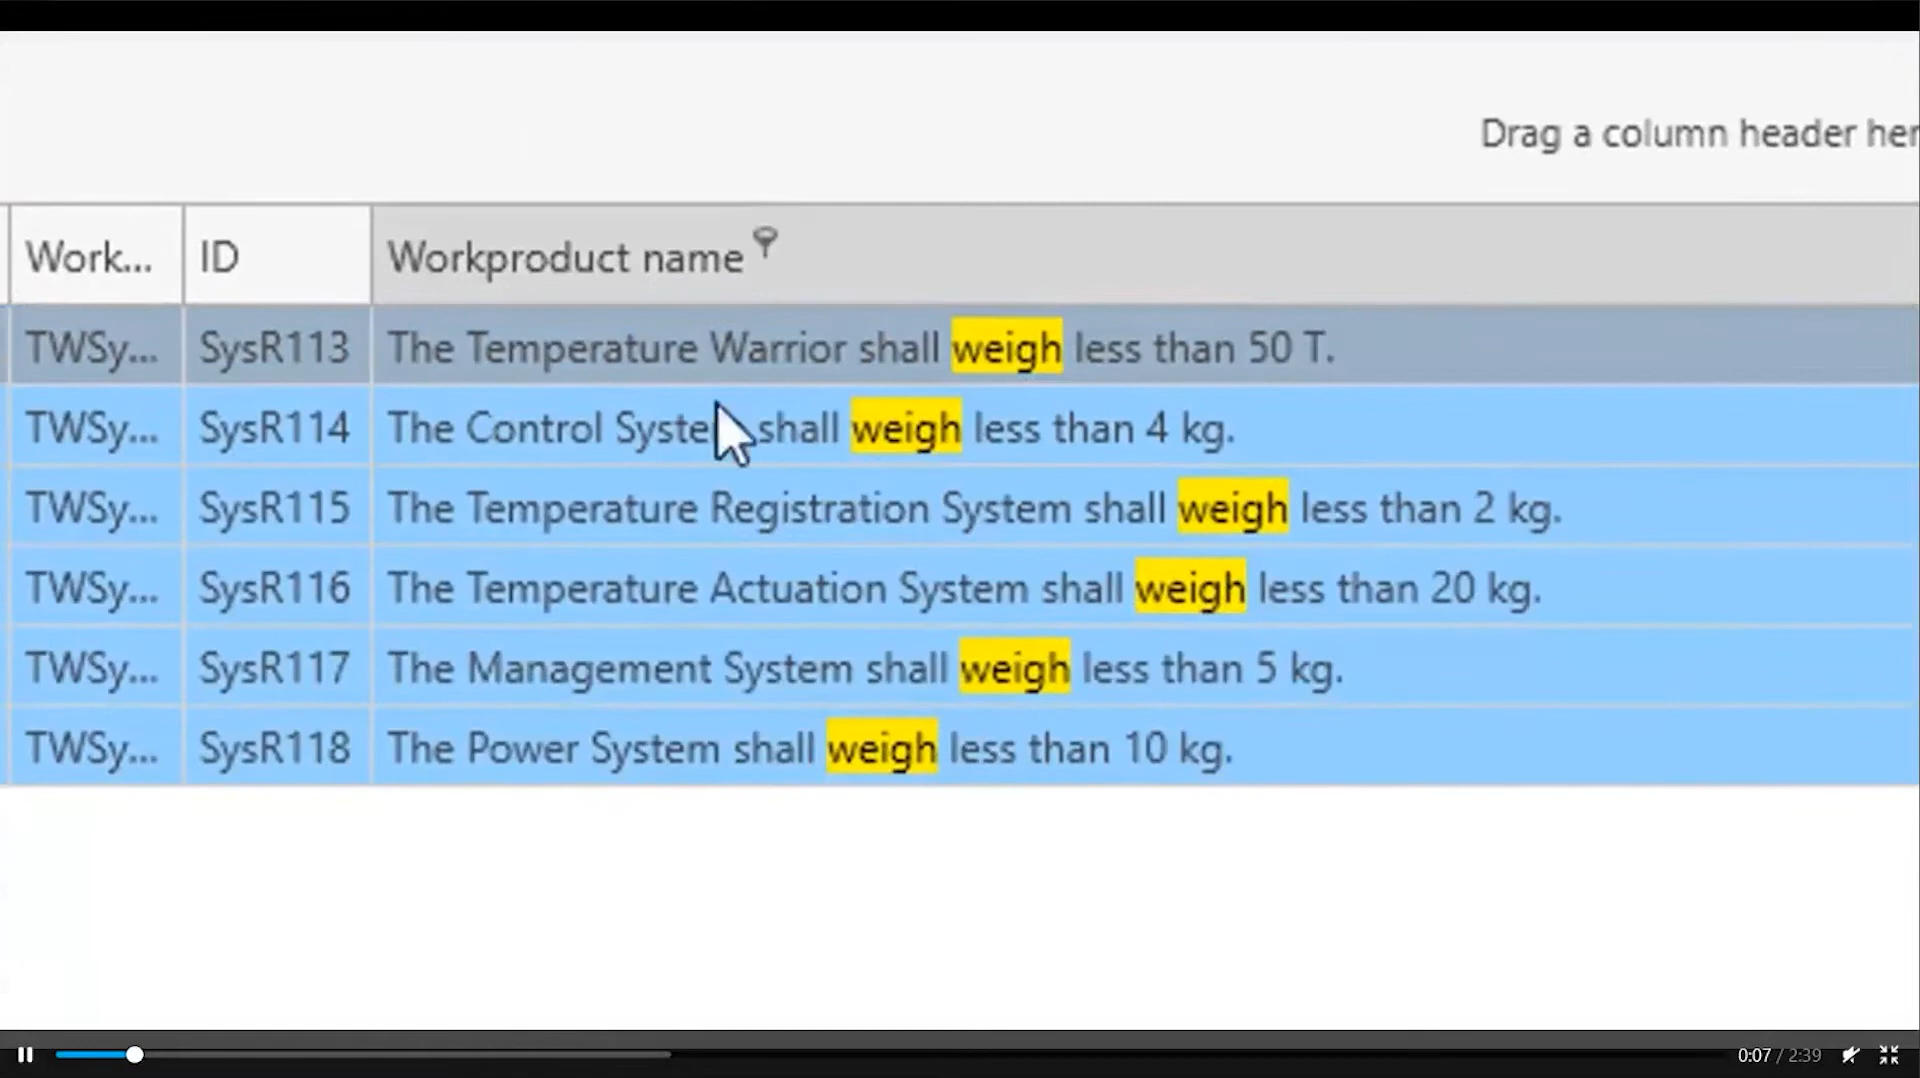 Drag a column header her
Work... ID Workproduct name
TWSy... SysR113 The Temperature Warrior shall weigh less than 50 T.
TWSy... SysR114 The Control System shall weigh less than 4 kg.
TWSy... SysR115 The Temperature Registration System shall weigh less than 2 kg.
TWSy... SysR116 The Temperature Actuation System shall weigh less than 20 kg.
TWSy... SysR117 The Management System shall weigh less than 5 kg.
TWSy... SysR118 The Power System shall weigh less than 10 kg.
0:07 / 2:39